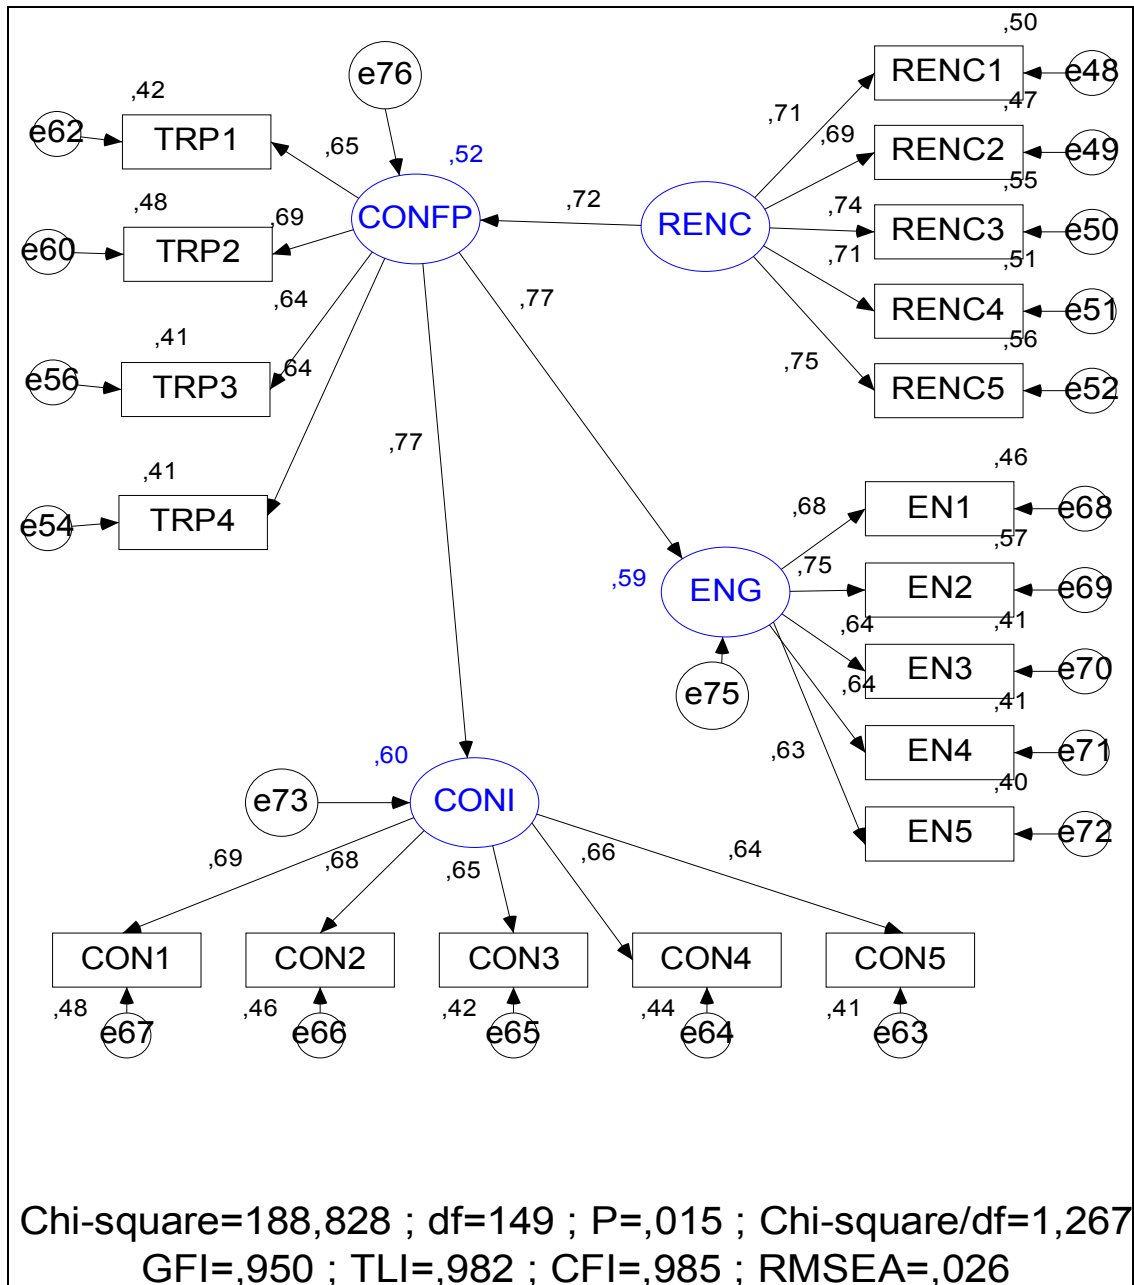 ,50
e76
RENC1
e48
,42
,47
,71
e62
TRP1
,69
RENC2
e49
,65
,52
,55
,48
CONFP
,72
RENC
,74
RENC3
e50
,69
e60
TRP2
,71
,51
,64
,77
RENC4
e51
,41
,56
,64
,75
e56
TRP3
RENC5
e52
,77
,41
,46
e54
TRP4
,68
EN1
e68
,57
,59
ENG
,75
EN2
e69
,64
,41
e75
,64
EN3
e70
,41
,60
,63
EN4
e71
,40
e73
CONI
EN5
e72
,69
,68
,65
,66
,64
CON1
CON2
CON3
CON4
CON5
,48
,46
,42
,44
,41
e67
e66
e65
e64
e63
Chi-square=188,828 ; df=149 ; P=,015 ; Chi-square/df=1,267
GFI=,950 ; TLI=,982 ; CFI=,985 ; RMSEA=,026